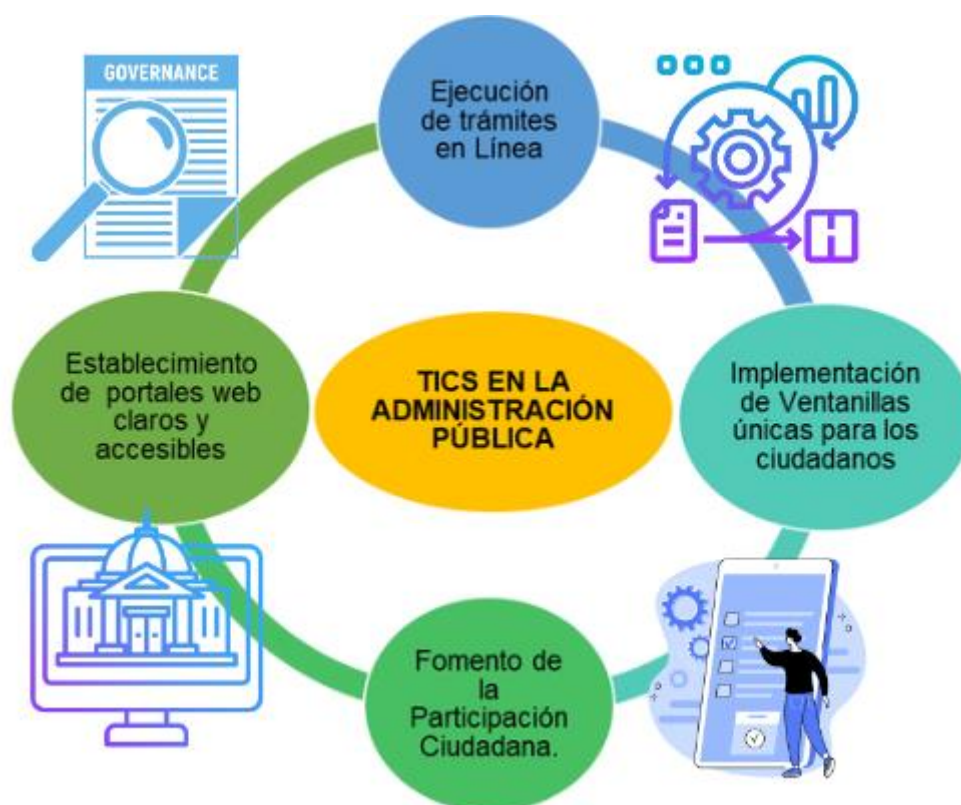 GOVERNANCE
Ejecución
de trámites
en Línea
Establecimiento
de portales web
claros y
accesibles
TICS EN LA
ADMINISTRACIÓN
PÚBLICA
Implementación
de Ventanillas
únicas para los
ciudadanos
Fomento de
la
Participación
Ciudadana.